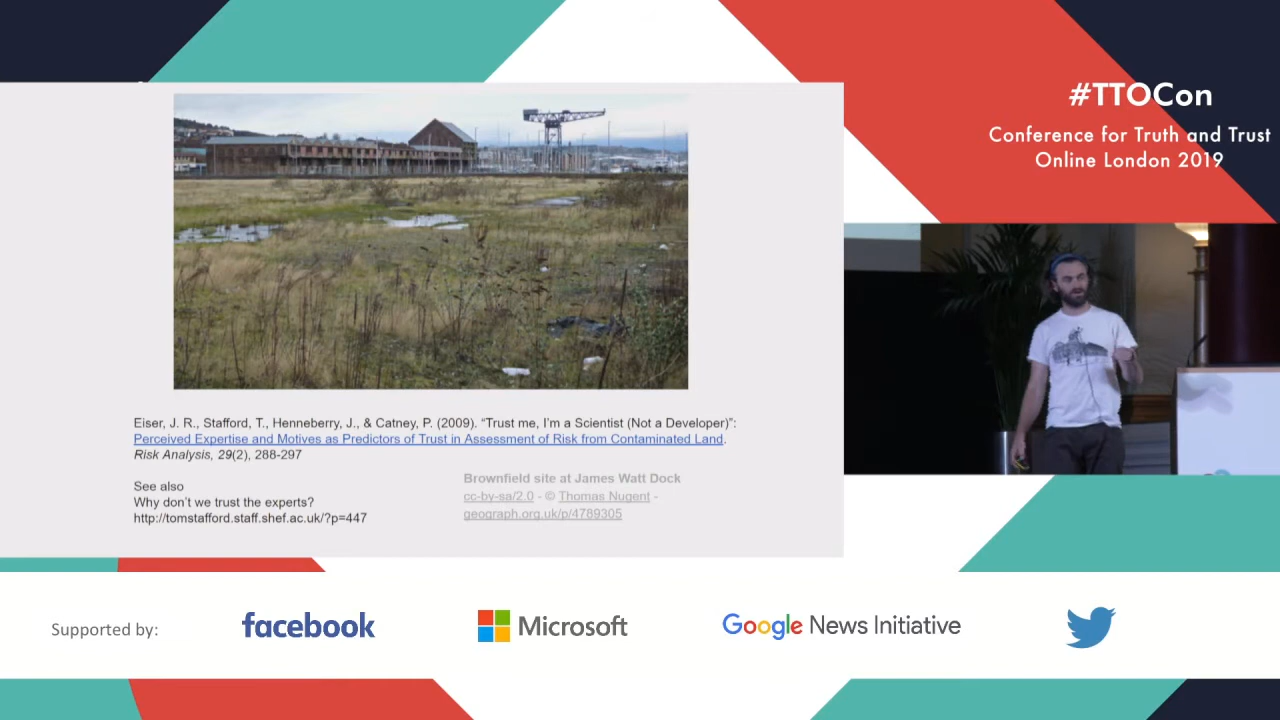 #TTOCon
Conference for Truth and Trust
Online London 2019
Eiser, J. R., Stafford, T., Henneberry, J., & Catney, P. (2009). “Trust me, I’m a Scientist (Not a Developer)”:
Perceived Expertise and Motives as Predictors of Trust in Assessment of Risk from Contaminated Land.
Risk Analysis, 29(2), 288-297
See also
Why don’t we trust the experts?
http://tomstafford.staff.shef.ac.uk/?p=447
Brownfield site at James Watt Dock
cc-by-sa/2.0 - © Thomas Nugent -
geograph.org.uk/p/4789305
Supported by:
facebook
Microsoft
Google News Initiative